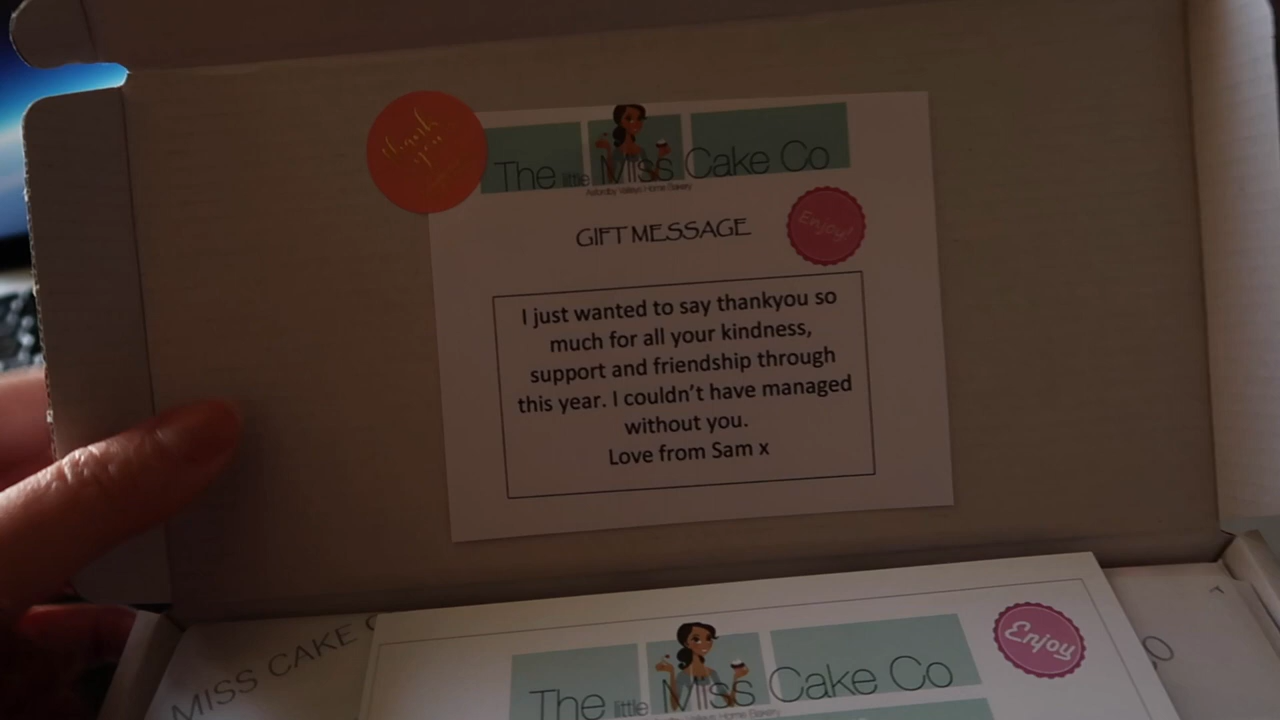 Thank you
The little Miss Cake Co
GIFT MESSAGE
Enjoy!
I just wanted to say thankyou so
much for all your kindness,
support and friendship through
this year. I couldn't have managed
without you.
Love from Sam x
MISS CAKE C
Enjoy
The little Miss Cake Co